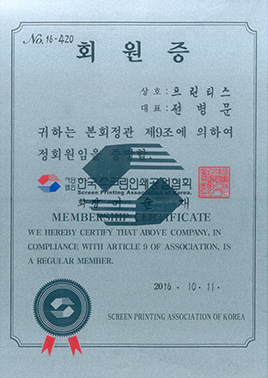 No. 16-420
회원증
상호: 프린티스
대표: 전병문
귀하는 본회정관 제9조에 의하여
정회원임을 증명함.
사단법인 한국스크린인쇄공업협회
Screen Printing Association of Korea.
회장
MEMBERSHIP CERTIFICATE
WE HEREBY CERTIFY THAT ABOVE COMPANY, IN
COMPLIANCE WITH ARTICLE 9 OF ASSOCIATION, IS
A REGULAR MEMBER.
2016. 10. 11.
SCREEN PRINTING ASSOCIATION OF KOREA